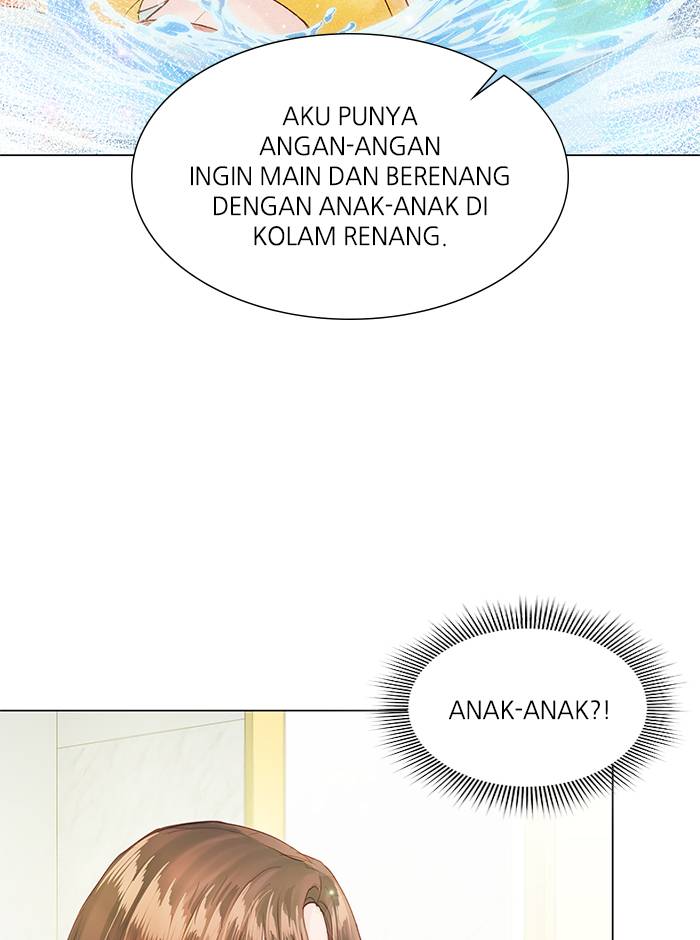 AKU PUNYA
ANGAN-ANGAN
INGIN MAIN DAN BERENANG
DENGAN ANAK-ANAK DI
KOLAM RENANG.
ANAK-ANAK?!